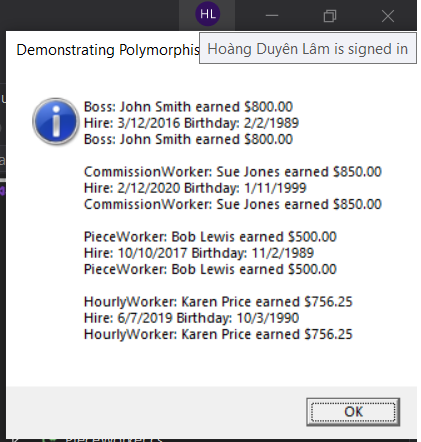 HL
Demonstrating Polymorphis
Hoàng Duyên Lâm is signed in
Boss: John Smith earned $800.00
Hire: 3/12/2016 Birthday: 2/2/1989
Boss: John Smith earned $800.00
CommissionWorker: Sue Jones earned $850.00
Hire: 2/12/2020 Birthday: 1/11/1999
CommissionWorker: Sue Jones earned $850.00
PieceWorker: Bob Lewis earned $500.00
Hire: 10/10/2017 Birthday: 11/2/1989
PieceWorker: Bob Lewis earned $500.00
HourlyWorker: Karen Price earned $756.25
Hire: 6/7/2019 Birthday: 10/3/1990
HourlyWorker: Karen Price earned $756.25
OK